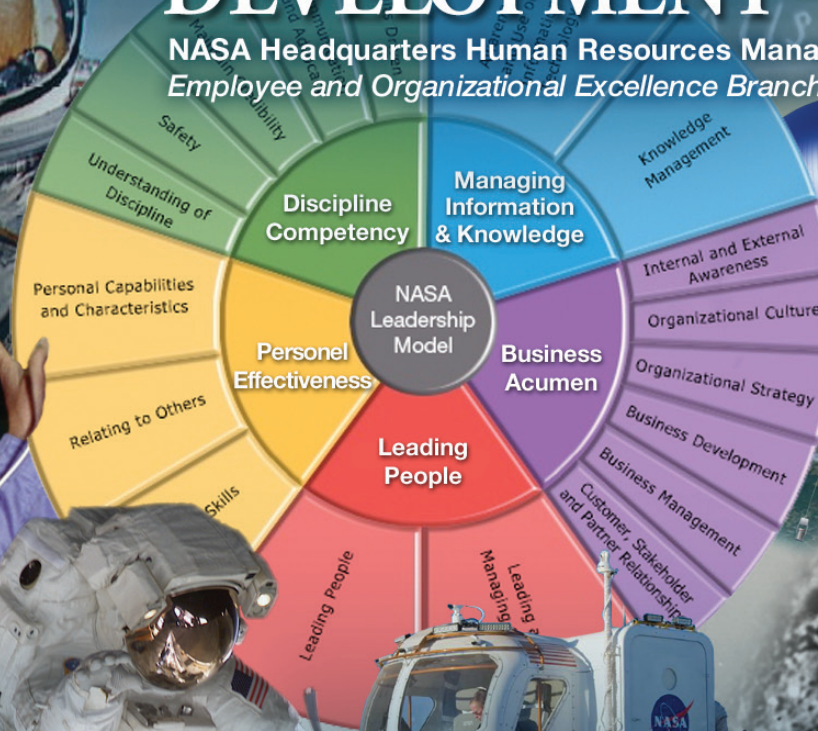 DEVELOPMENT
NASA Headquarters Human Resources Mana
Employee and Organizational Excellence Branch
Safety
Understanding of
Discipline
Knowledge
Management
Discipline
Competency
Managing
Information
& Knowledge
Internal and External
Awareness
Organizational Culture
Organizational Strategy
Business Development
Business Management
Customer, Stakeholder
and Partner Relationship
Personal Capabilities
and Characteristics
Relating to Others
Skills
NASA
Leadership
Model
Personel
Effectiveness
Business
Acumen
Leading
People
Leading People
Leading
Managing
NASA